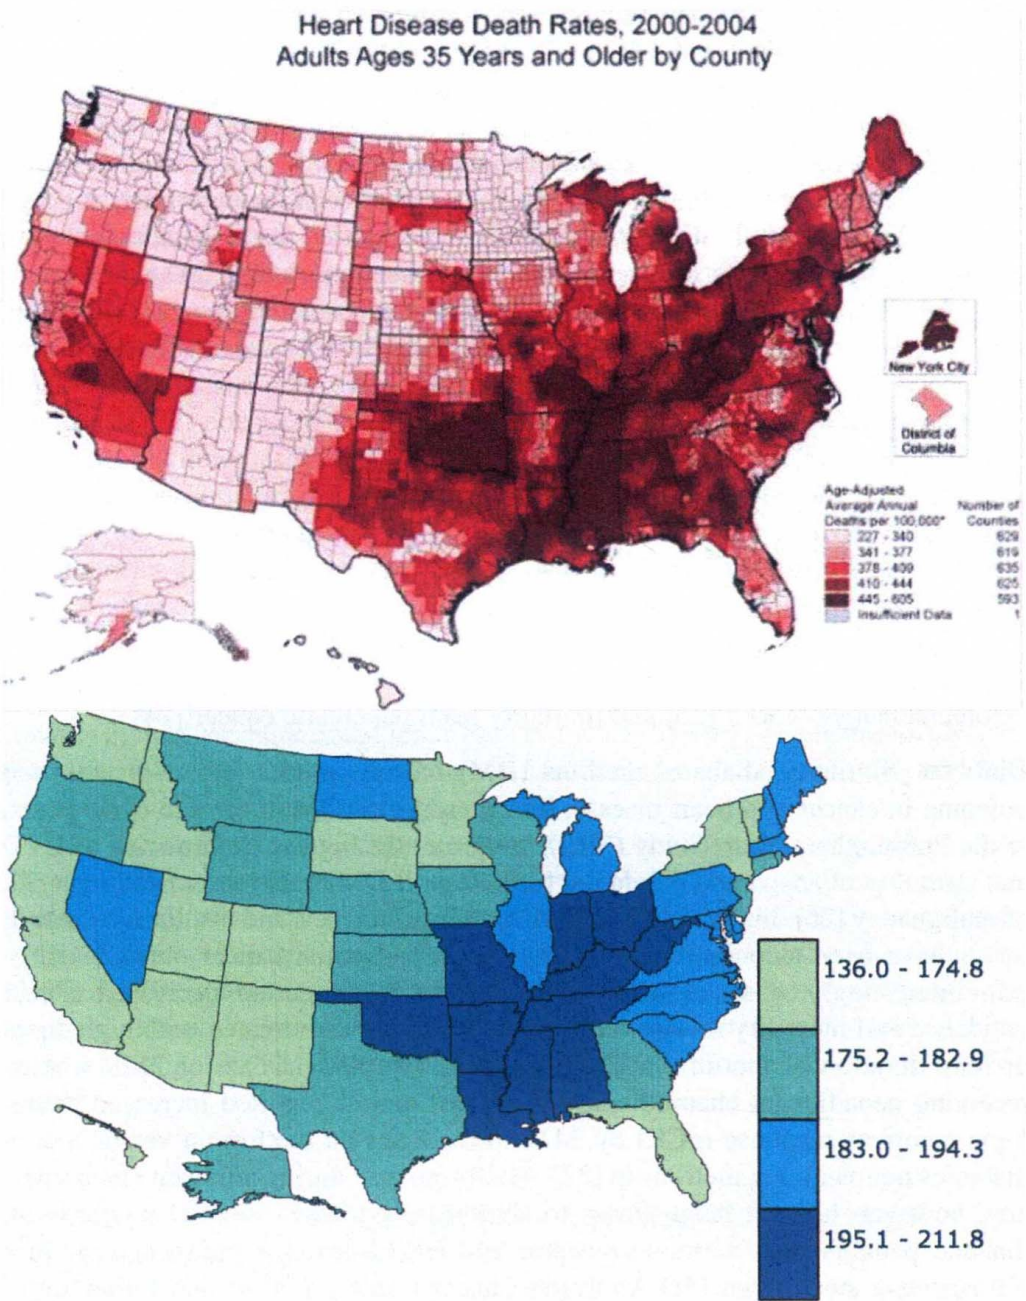 Heart Disease Death Rates, 2000-2004
Adults Ages 35 Years and Older by County
New York City
District of
Columbia
Age-Adjusted
Average Annual Number of
Deaths per 100,000* Counties
227 - 340 629
341 - 377 619
378 - 409 635
410 - 444 625
445 - 605 593
Insufficient Data 1
136.0 - 174.8
175.2 - 182.9
183.0 - 194.3
195.1 - 211.8